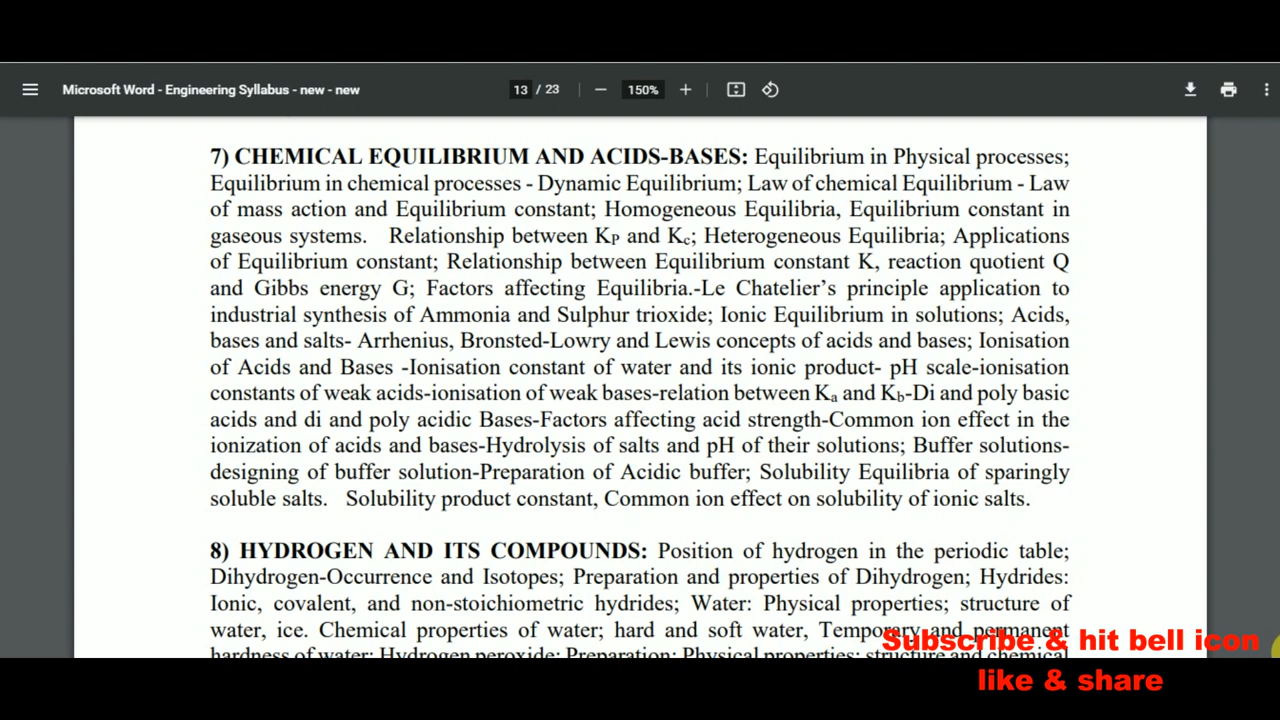 Microsoft Word - Engineering Syllabus - new - new
13 / 23
150%
7) CHEMICAL EQUILIBRIUM AND ACIDS-BASES: Equilibrium in Physical processes;
Equilibrium in chemical processes - Dynamic Equilibrium; Law of chemical Equilibrium - Law
of mass action and Equilibrium constant; Homogeneous Equilibria, Equilibrium constant in
gaseous systems. Relationship between KP and Kc; Heterogeneous Equilibria; Applications
of Equilibrium constant; Relationship between Equilibrium constant K, reaction quotient Q
and Gibbs energy G; Factors affecting Equilibria.-Le Chatelier’s principle application to
industrial synthesis of Ammonia and Sulphur trioxide; Ionic Equilibrium in solutions; Acids,
bases and salts- Arrhenius, Bronsted-Lowry and Lewis concepts of acids and bases; Ionisation
of Acids and Bases -Ionisation constant of water and its ionic product- pH scale-ionisation
constants of weak acids-ionisation of weak bases-relation between Ka and Kb-Di and poly basic
acids and di and poly acidic Bases-Factors affecting acid strength-Common ion effect in the
ionization of acids and bases-Hydrolysis of salts and pH of their solutions; Buffer solutions-
designing of buffer solution-Preparation of Acidic buffer; Solubility Equilibria of sparingly
soluble salts. Solubility product constant, Common ion effect on solubility of ionic salts.
8) HYDROGEN AND ITS COMPOUNDS: Position of hydrogen in the periodic table;
Dihydrogen-Occurrence and Isotopes; Preparation and properties of Dihydrogen; Hydrides:
Ionic, covalent, and non-stoichiometric hydrides; Water: Physical properties; structure of
water, ice. Chemical properties of water; hard and soft water, Temporary and permanent
hardness of water; Hydrogen peroxide: Preparation; Physical properties; structure and chemical
Subscribe & hit bell icon
like & share